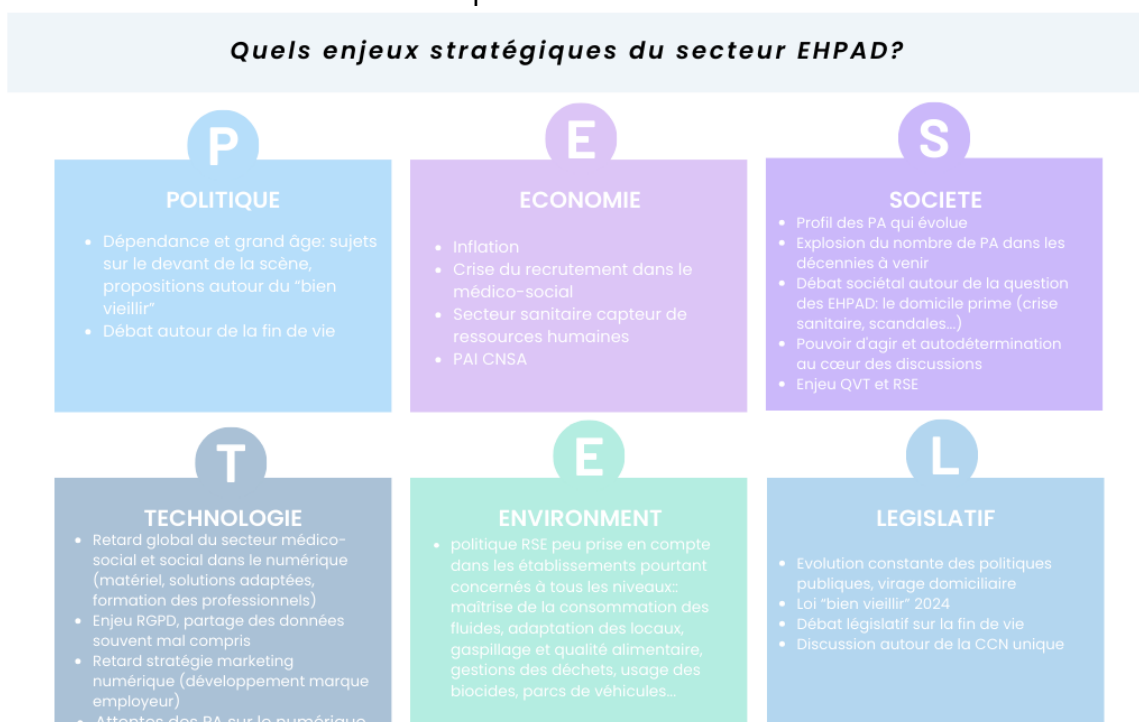 Quels enjeux stratégiques du secteur EHPAD?
P
POLITIQUE
• Dépendance et grand âge: sujets
sur le devant de la scène,
propositions autour du “bien
vieillir”
• Débat autour de la fin de vie
E
ECONOMIE
• Inflation
• Crise du recrutement dans le
médico-social
• Secteur sanitaire capteur de
ressources humaines
• PAI CNSA
S
SOCIETE
• Profil des PA qui évolue
• Explosion du nombre de PA dans les
décennies à venir
• Débat sociétal autour de la question
des EHPAD: le domicile prime (crise
sanitaire, scandales...)
• Pouvoir d'agir et autodétermination
au cœur des discussions
• Enjeu QVT et RSE
T
TECHNOLOGIE
• Retard global du secteur médico-
social et social dans le numérique
(matériel, solutions adaptées,
formation des professionnels)
• Enjeu RGPD, partage des données
souvent mal compris
• Retard stratégie marketing
numérique (développement marque
employeur)
• Attentes des PA sur le numérique
E
ENVIRONMENT
• politique RSE peu prise en compte
dans les établissements pourtant
concernés à tous les niveaux::
maîtrise de la consommation des
fluides, adaptation des locaux,
gaspillage et qualité alimentaire,
gestions des déchets, usage des
biocides, parcs de véhicules...
L
LEGISLATIF
• Evolution constante des politiques
publiques, virage domiciliaire
• Loi “bien vieillir” 2024
• Débat législatif sur la fin de vie
• Discussion autour de la CCN unique